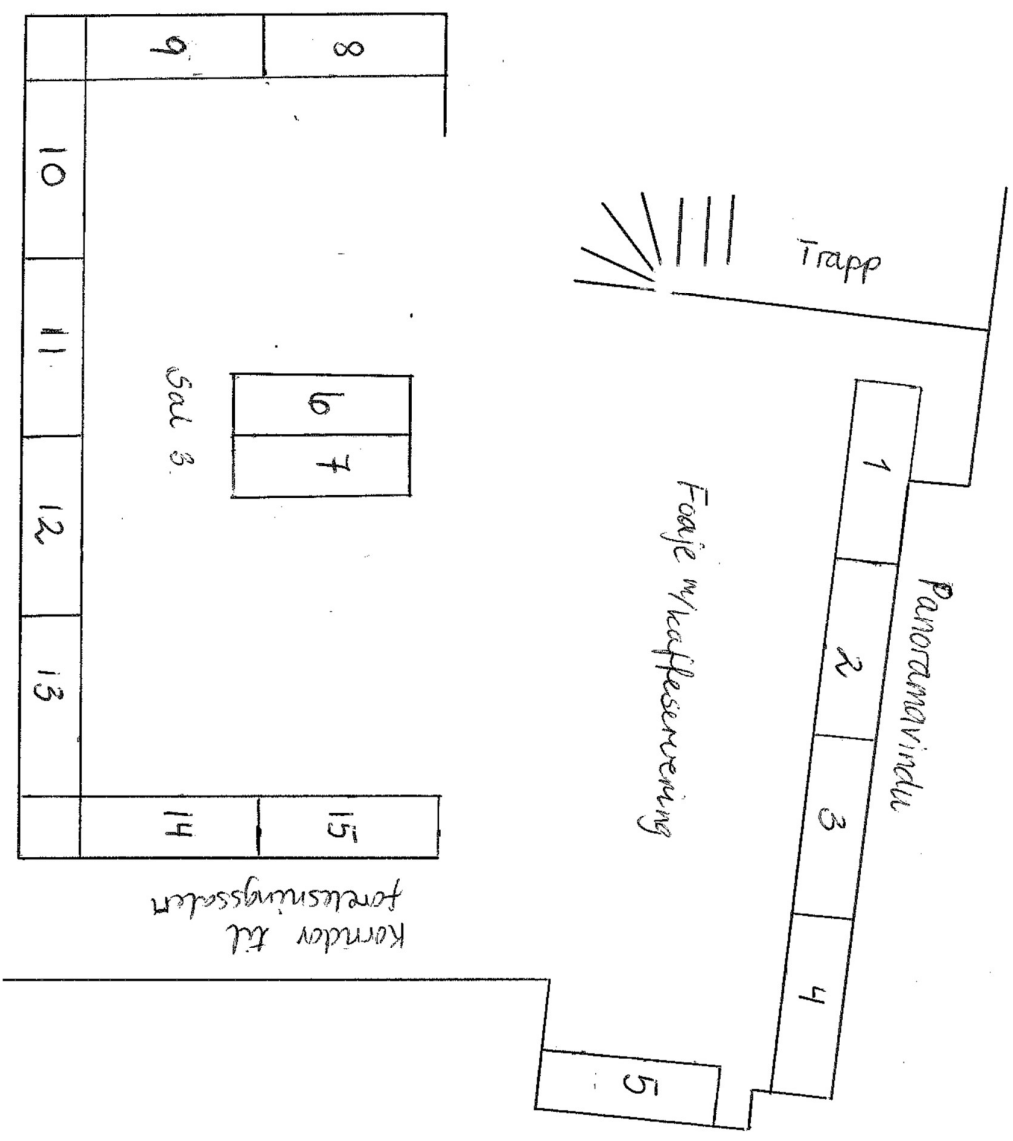 Trapp
Panoramavindu
1
2
3
4
5
Foaje m/kaffeservering
6
7
Sal 3.
8
9
10
11
12
13
14
15
Korridor til
forelesningssalen